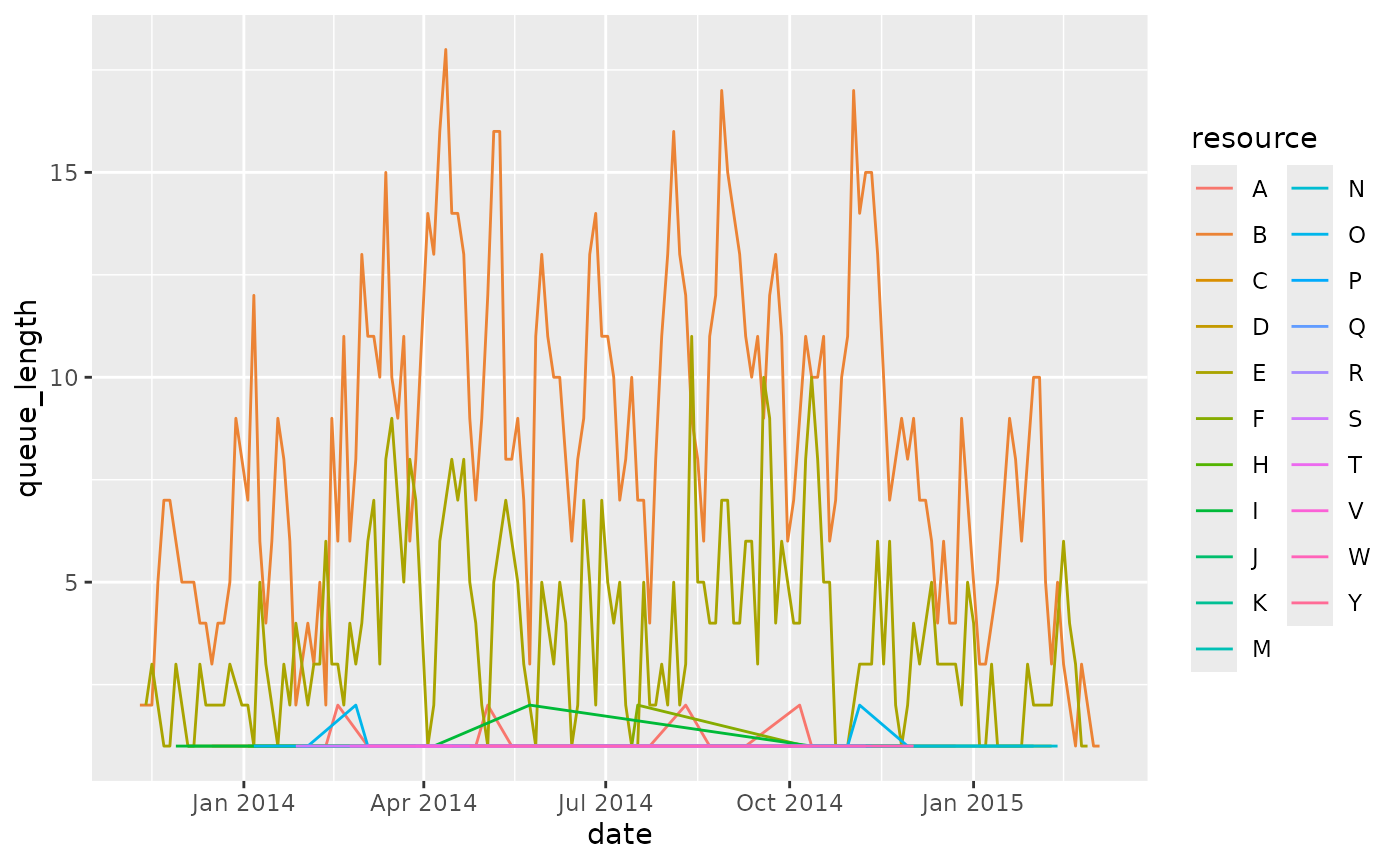 queue_length
15
10
5
Jan 2014 Apr 2014 Jul 2014 Oct 2014 Jan 2015
date
resource
A N
B O
C P
D Q
E R
F S
H T
I V
J W
K Y
M